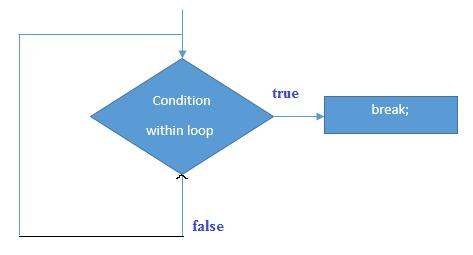 Condition
within loop
true
break;
false